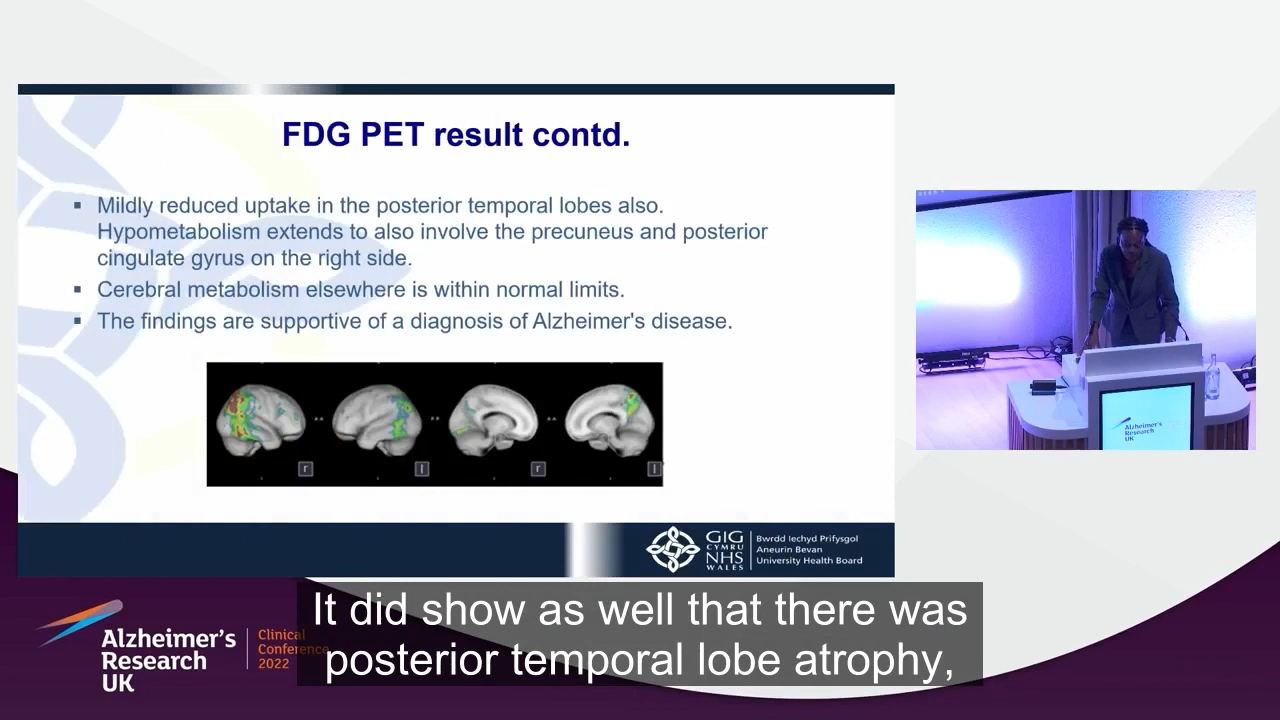 FDG PET result contd.
Mildly reduced uptake in the posterior temporal lobes also.
Hypometabolism extends to also involve the precuneus and posterior
cingulate gyrus on the right side.
Cerebral metabolism elsewhere is within normal limits.
The findings are supportive of a diagnosis of Alzheimer's disease.
r
l
r
l
GIG
CYMRU
NHS
WALES
Bwrdd Iechyd Prifysgol
Aneurin Bevan
University Health Board
Alzheimer's
Research
UK
Alzheimer's
Research
UK
Clinical
Conference
2022
It did show as well that there was
posterior temporal lobe atrophy,